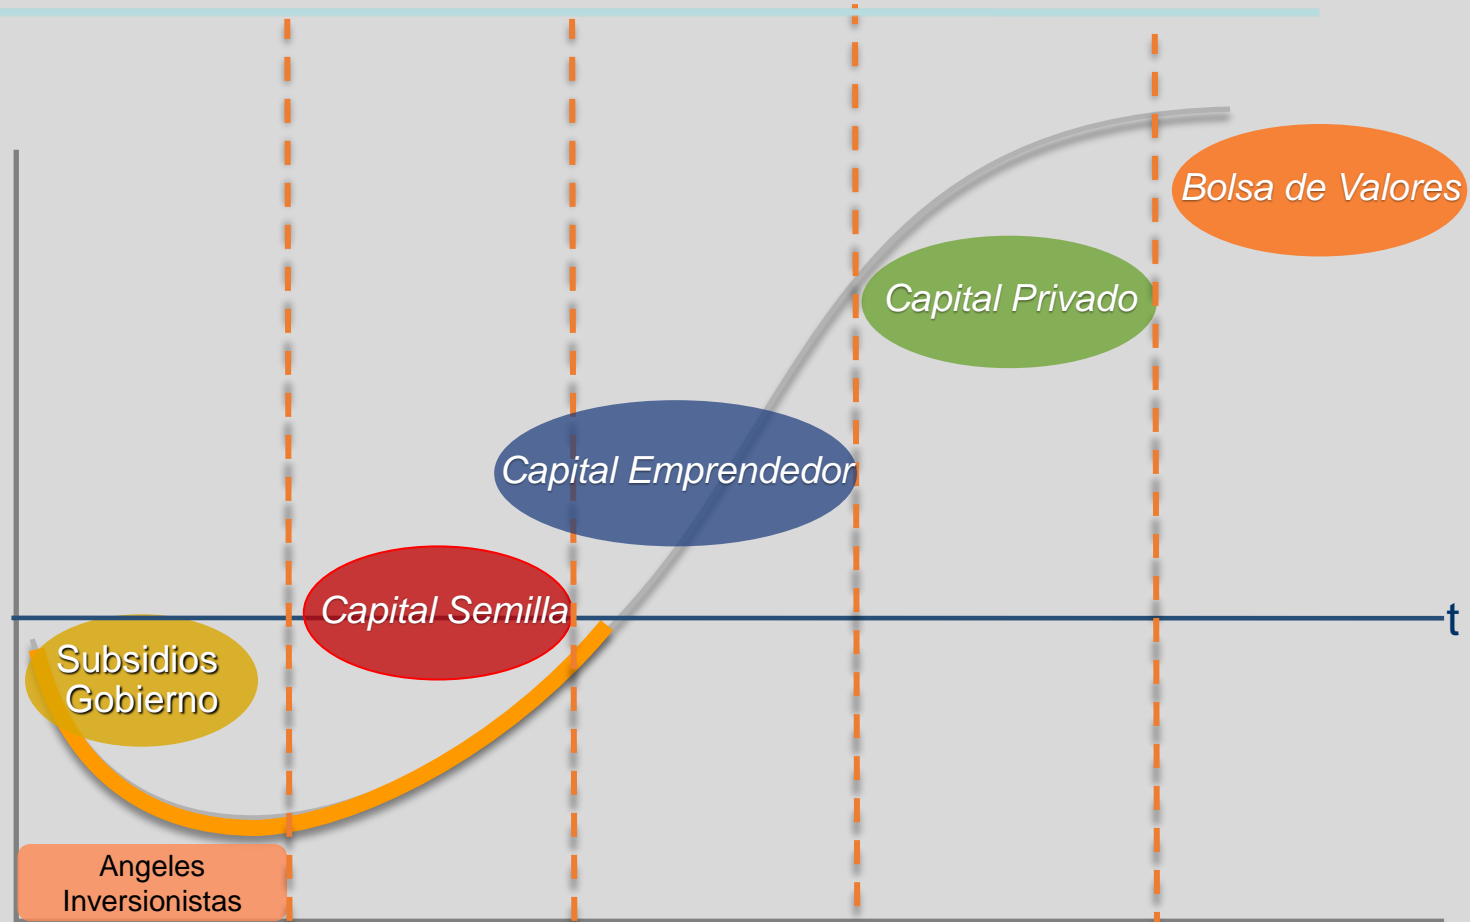 Bolsa de Valores
Capital Privado
Capital Emprendedor
Capital Semilla
t
Subsidios
Gobierno
Angeles
Inversionistas